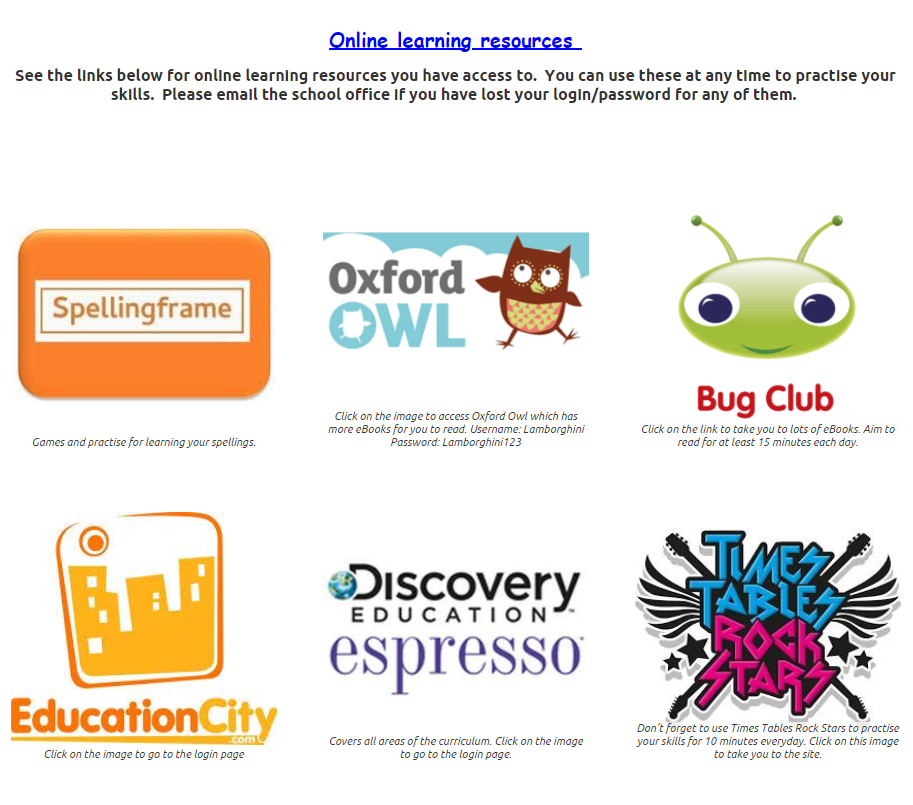 Online learning resources
See the links below for online learning resources you have access to.  You can use these at any time to practise your
skills.  Please email the school office if you have lost your login/password for any of them.
Spellingframe
Games and practise for learning your spellings.
Oxford
OWL
Click on the image to access Oxford Owl which has
more eBooks for you to read. Username: Lamborghini
Password: Lamborghini123
Bug Club
Click on the link to take you to lots of eBooks. Aim to
read for at least 15 minutes each day.
EducationCity
.com
Click on the image to go to the login page
DISCOVERY
EDUCATION™
espresso
Covers all areas of the curriculum. Click on the image
to go to the login page.
TIMES
TABLES
ROCK
STARS
Don't forget to use Times Tables Rock Stars to practise
your skills for 10 minutes everyday. Click on this image
to take you to the site.